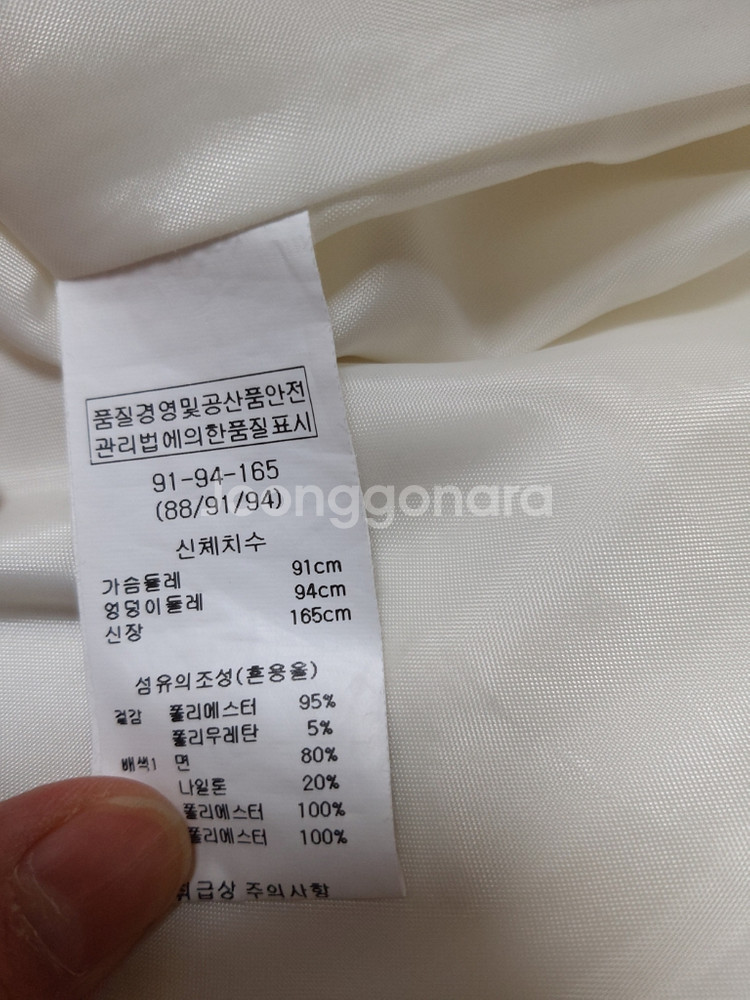 품질경영및공산품안전
관리법에의한품질표시
91-94-165
(88/91/94)
Joonggonara
신체치수
가슴둘레 91cm
엉덩이둘레 94cm
신장 165cm
섬유의조성(혼용율)
겉감 폴리에스터 95%
폴리우레탄 5%
배색1 면 80%
나일론 20%
폴리에스터 100%
폴리에스터 100%
취급상 주의사항